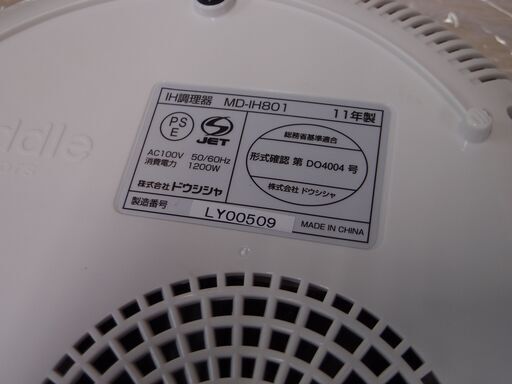 IH調理器 MD-IH801 11年製
PS
E
JET
AC100V 50/60Hz
消費電力 1200W
株式会社 ドウシシャ
総務省基準適合
形式確認 第 DO4004 号
株式会社 ドウシシャ
製造番号 LY00509 MADE IN CHINA